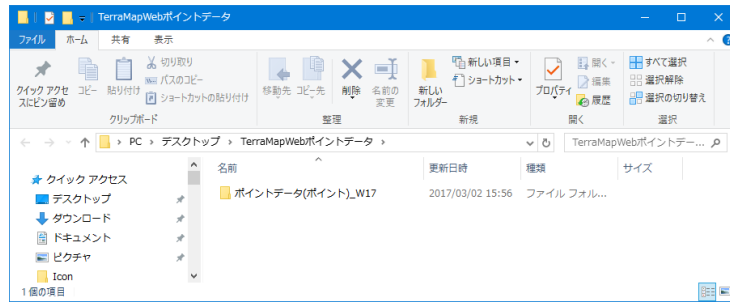 TerraMapWebポイントデータ
ファイル ホーム 共有 表示
クイック アクセスにピン留め
コピー
貼り付け
切り取り
パスのコピー
ショートカットの貼り付け
クリップボード
移動先
コピー先
削除
名前の変更
整理
新しいフォルダー
新しい項目
ショートカット
新規
プロパティ
開く
編集
履歴
開く
すべて選択
選択解除
選択の切り替え
選択
PC › デスクトップ › TerraMapWebポイントデータ ›
TerraMapWebポイントデー...
名前 更新日時 種類 サイズ
クイック アクセス
デスクトップ
ダウンロード
ドキュメント
ピクチャ
Icon
ポイントデータ(ポイント)_W17 2017/03/02 15:56 ファイル フォル...
1 個の項目